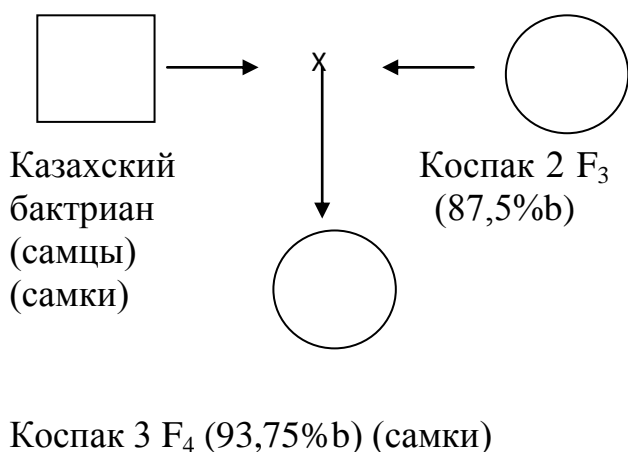 X
Казахский
бактриан
(самцы)
(самки)
Коспак 2 F₃
(87,5%b)
Коспак 3 F₄ (93,75%b) (самки)